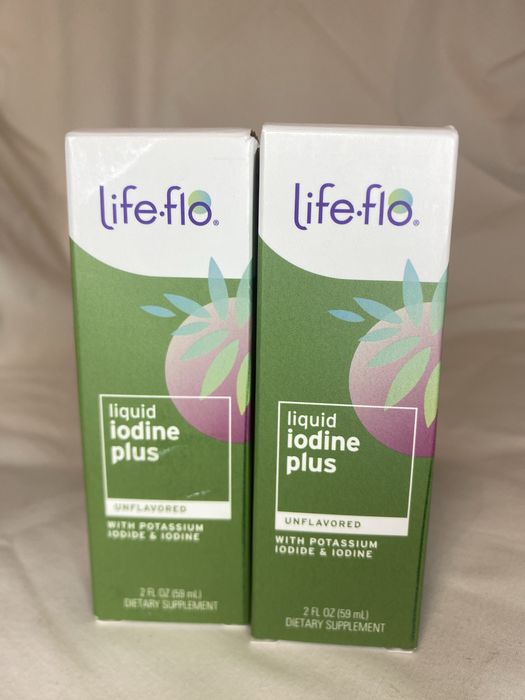 life·flo®
liquid
iodine
plus
UNFLAVORED
WITH POTASSIUM
IODIDE & IODINE
2 FL OZ (59 mL)
DIETARY SUPPLEMENT
life·flo®
liquid
iodine
plus
UNFLAVORED
WITH POTASSIUM
IODIDE & IODINE
2 FL OZ (59 mL)
DIETARY SUPPLEMENT